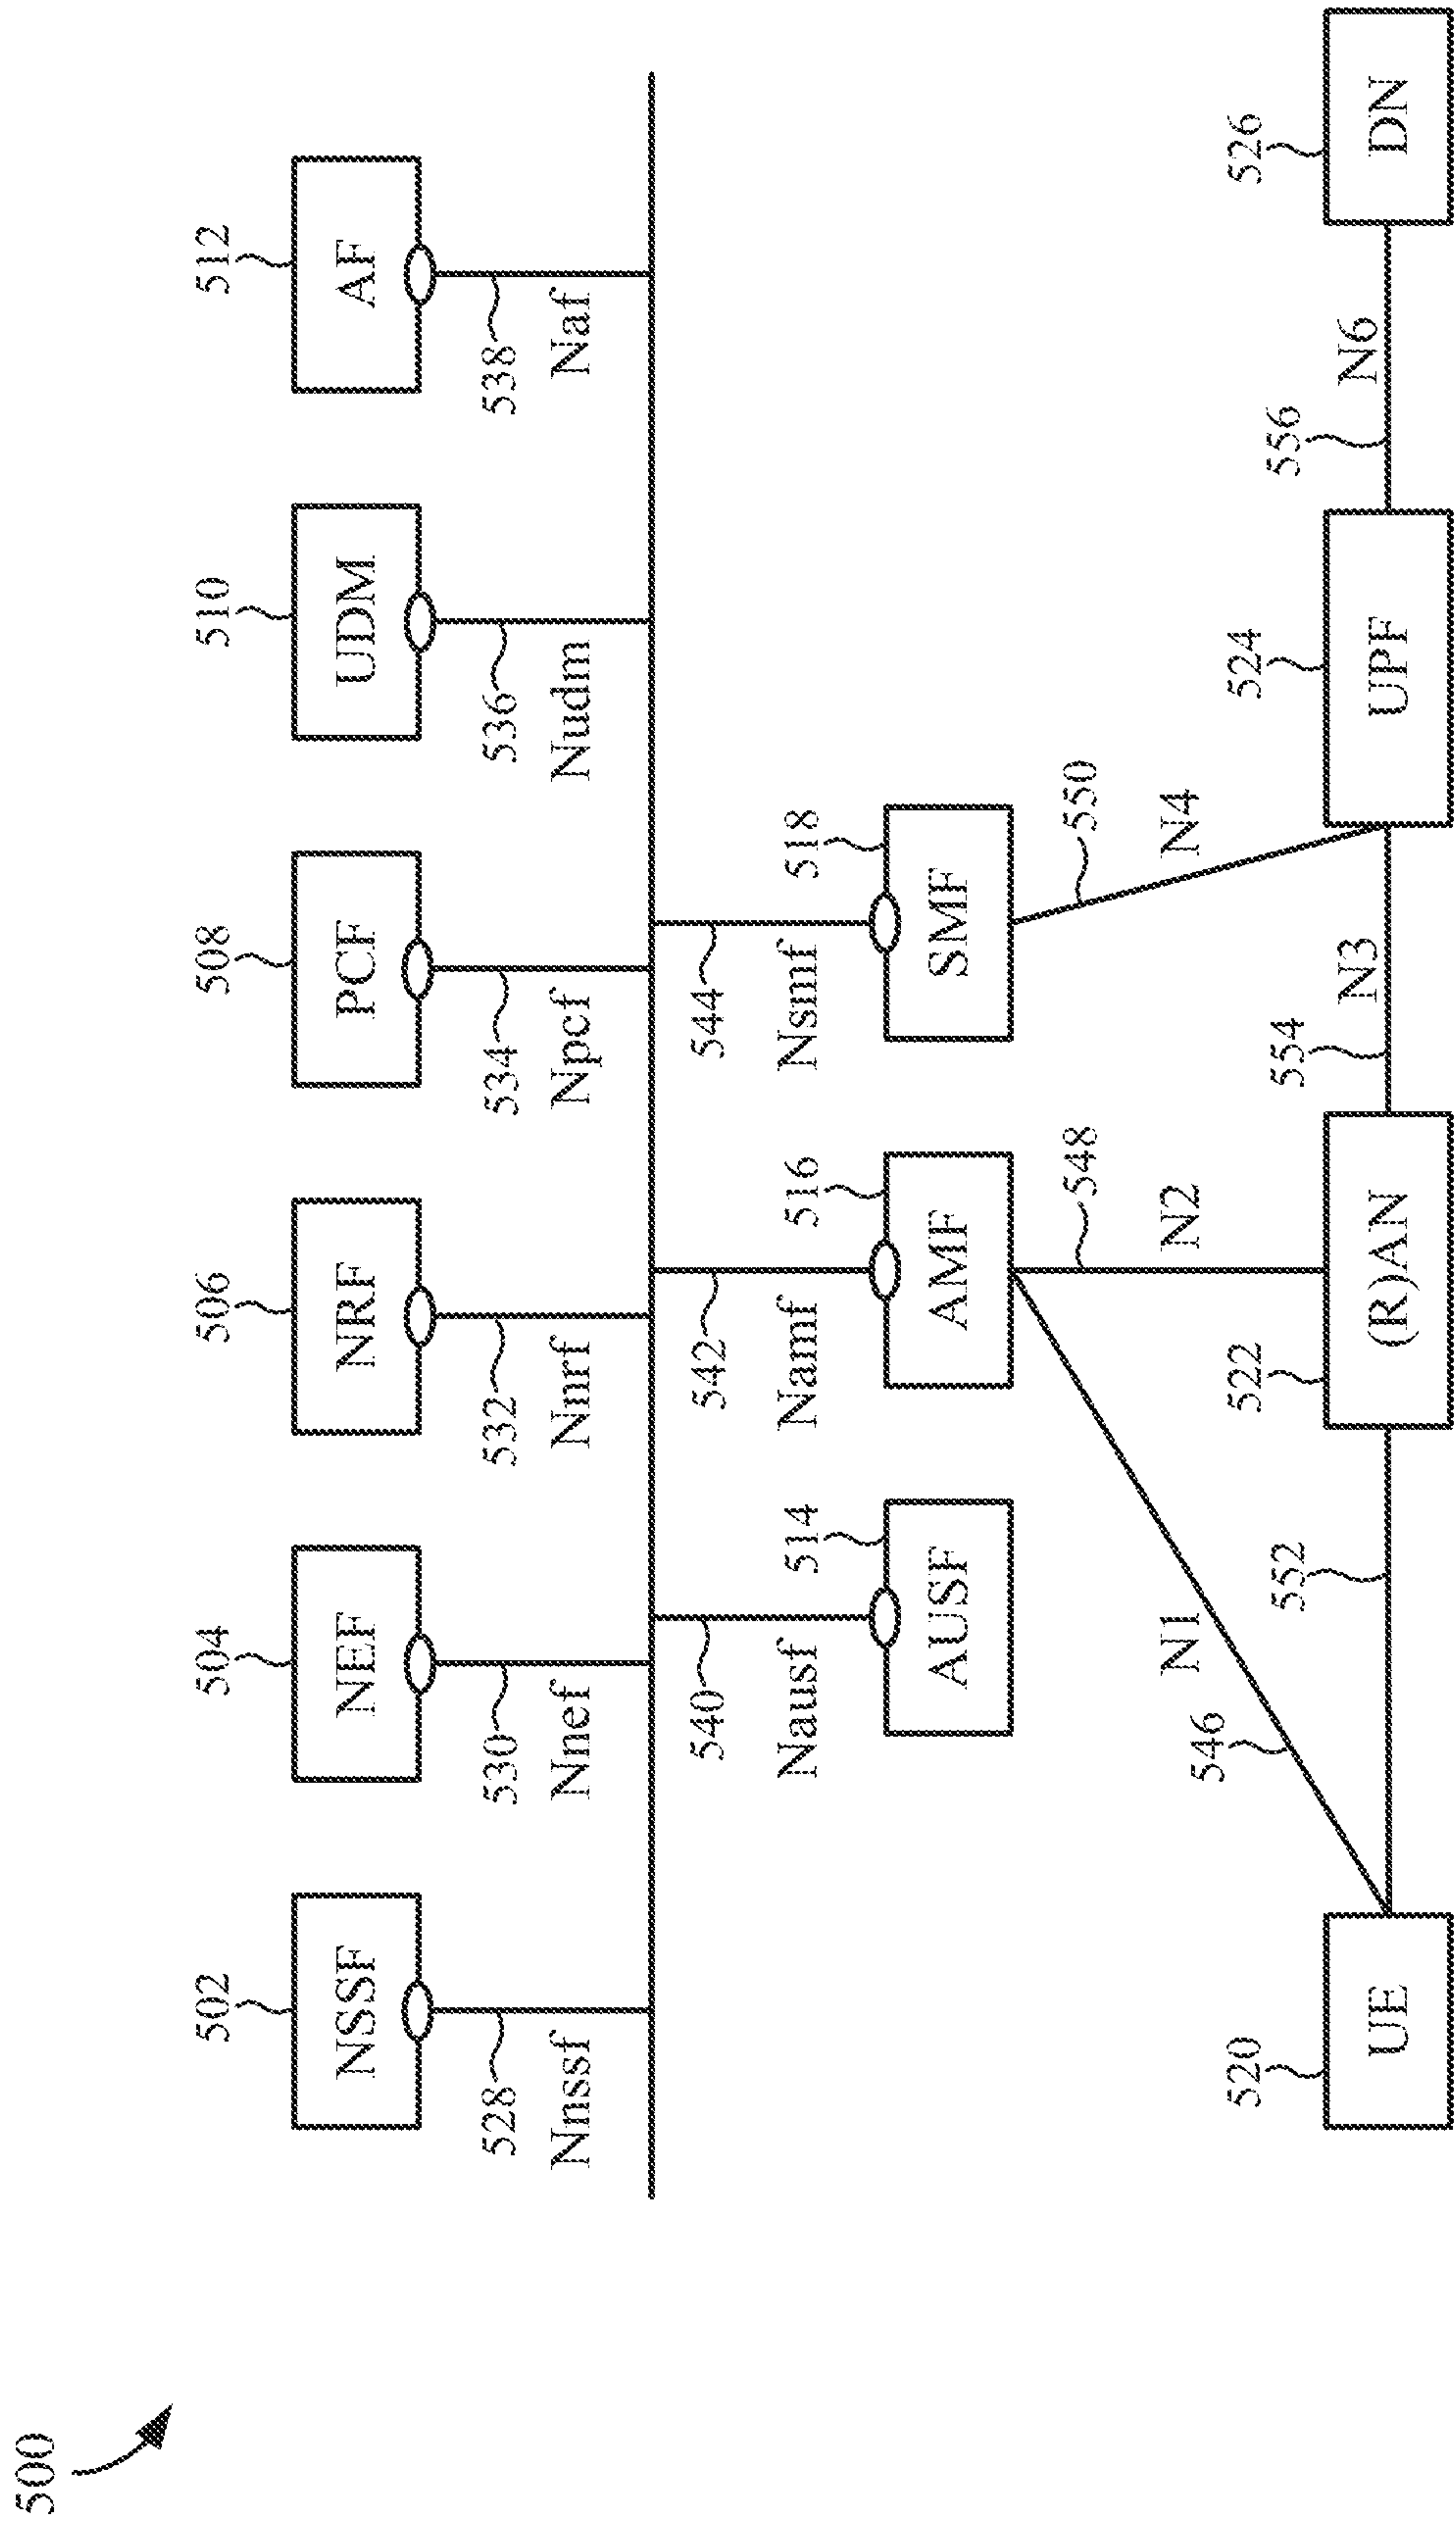 500
502
504
506
508
510
512
NSSF
NEF
NRF
PCF
UDM
AF
528
530
532
534
536
538
Nnssf
Nnef
Nnrf
Npcf
Nudm
Naf
540
542
544
Nausf
Namf
Nsmf
514
516
518
AUSF
AMF
SMF
N1
546
548
N2
550
N4
520
522
524
526
552
554
N3
556
N6
UE
(R)AN
UPF
DN